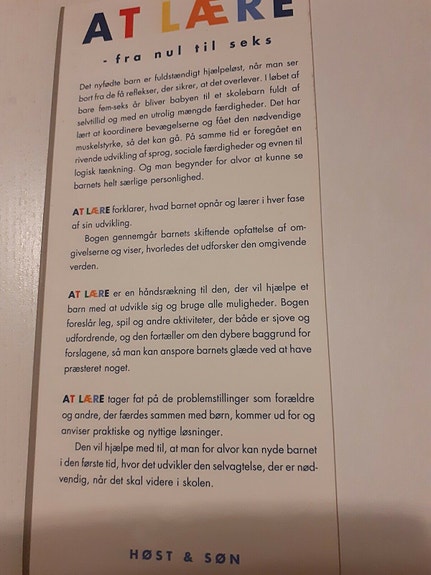 AT LÆRE
- fra nul til seks
Det nyfødte barn er fuldstændigt hjælpeløst, når man ser
bort fra de få reflekser, der sikrer, at det overlever. I løbet af
bare fem-seks år bliver babyen til et skolebarn fuldt af
selvtillid og med en utrolig mængde færdigheder. Det har
lært at koordinere bevægelserne og fået den nødvendige
muskelstyrke, så det kan gå. På samme tid er foregået en
rivende udvikling af sprog, sociale færdigheder og evnen til
logisk tænkning. Og man begynder for alvor at kunne se
barnets helt særlige personlighed.
AT LÆRE forklarer, hvad barnet opnår og lærer i hver fase
af sin udvikling.
Bogen gennemgår barnets skiftende opfattelse af om-
givelserne og viser, hvorledes det udforsker den omgivende
verden.
AT LÆRE er en håndsrækning til den, der vil hjælpe et
barn med at udvikle sig og bruge alle muligheder. Bogen
foreslår leg, spil og andre aktiviteter, der både er sjove og
udfordrende, og den fortæller om den dybere baggrund for
forslagene, så man kan anspore barnets glæde ved at have
præsteret noget.
AT LÆRE tager fat på de problemstillinger som forældre
og andre, der færdes sammen med børn, kommer ud for og
anviser praktiske og nyttige løsninger.
Den vil hjælpe med til, at man for alvor kan nyde barnet
i den første tid, hvor det udvikler den selvagtelse, der er nød-
vendig, når det skal videre i skolen.
HØST & SØN